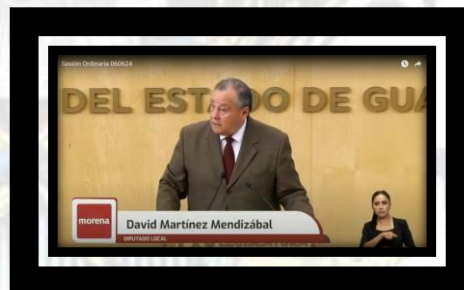 Sesión Ordinaria 060624
DEL ESTADO DE GUA
morena
David Martínez Mendizábal
DIPUTADO LOCAL